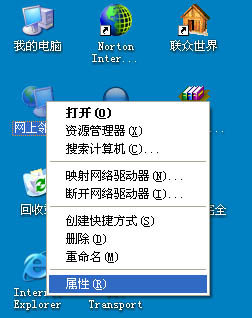 我的电脑
Norton
Inter...
联众世界
网上邻
打开(O)
资源管理器(X)
搜索计算机(C)...
映射网络驱动器(N)...
断开网络驱动器(I)...
创建快捷方式(S)
删除(D)
重命名(M)
属性(R)
回收
完全
Inter
Explorer
Transport